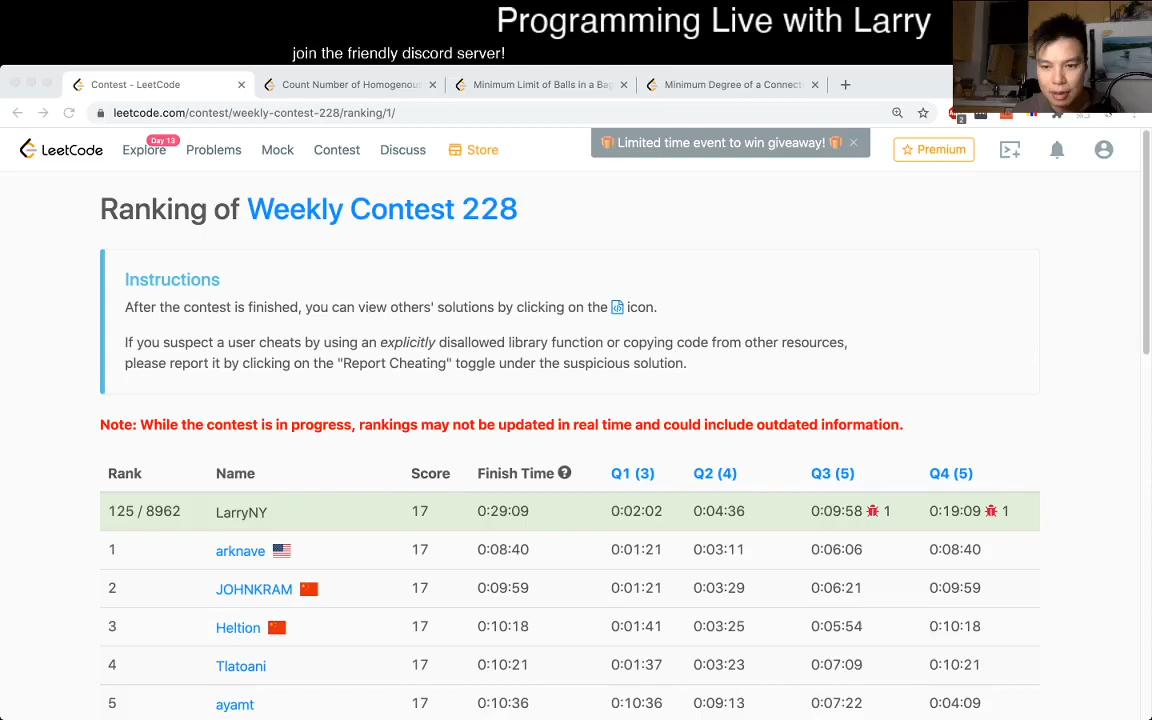 Programming Live with Larry
join the friendly discord server!
Contest - LeetCode
Count Number of Homogenous
Minimum Limit of Balls in a Bag
Minimum Degree of a Connect
leetcode.com/contest/weekly-contest-228/ranking/1/
2
LeetCode
Explore
Day 13
Problems
Mock
Contest
Discuss
Store
Limited time event to win giveaway!
Premium
Ranking of Weekly Contest 228
Instructions
After the contest is finished, you can view others' solutions by clicking on the icon.
If you suspect a user cheats by using an explicitly disallowed library function or copying code from other resources,
please report it by clicking on the "Report Cheating" toggle under the suspicious solution.
Note: While the contest is in progress, rankings may not be updated in real time and could include outdated information.
Rank Name Score Finish Time Q1 (3) Q2 (4) Q3 (5) Q4 (5)
125 / 8962 LarryNY 17 0:29:09 0:02:02 0:04:36 0:09:58 1 0:19:09 1
1 arknave 17 0:08:40 0:01:21 0:03:11 0:06:06 0:08:40
2 JOHNKRAM 17 0:09:59 0:01:21 0:03:29 0:06:21 0:09:59
3 Heltion 17 0:10:18 0:01:41 0:03:25 0:05:54 0:10:18
4 Tlatoani 17 0:10:21 0:01:37 0:03:23 0:07:09 0:10:21
5 ayamt 17 0:10:36 0:10:36 0:09:13 0:07:22 0:04:09